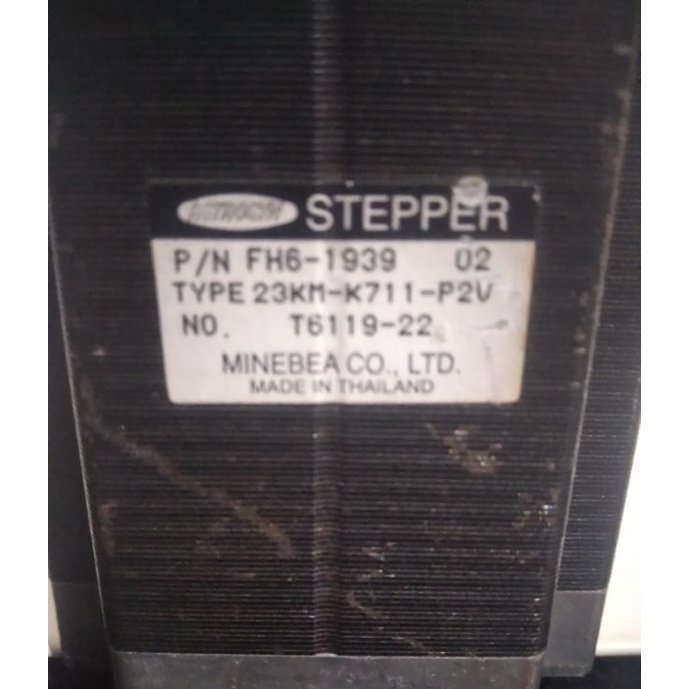 STEPPER
P/N FH6-1939 02
TYPE 23KM-K711-P2V
NO. T6119-22
MINEBEA CO., LTD.
MADE IN THAILAND